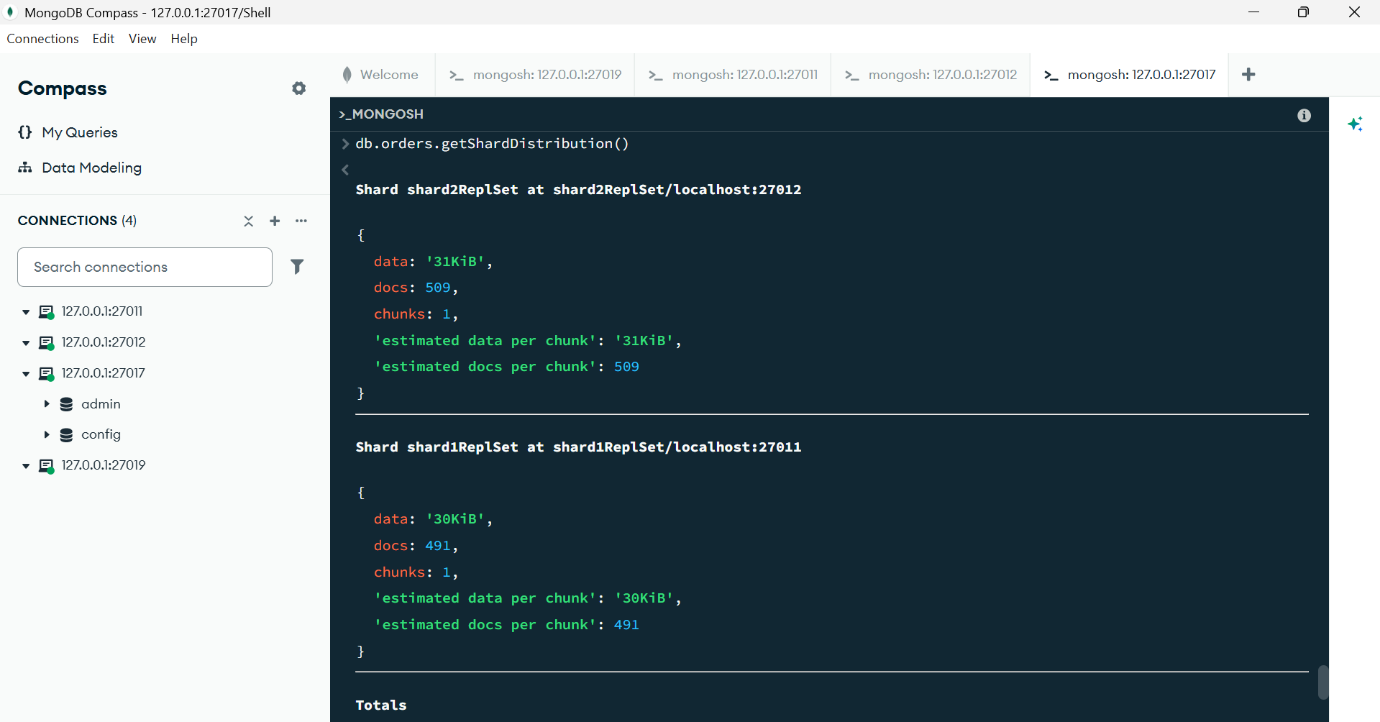 MongoDB Compass - 127.0.0.1:27017/Shell
Connections Edit View Help
Compass
My Queries
Data Modeling
CONNECTIONS (4)
Search connections
127.0.0.1:27011
127.0.0.1:27012
127.0.0.1:27017
admin
config
127.0.0.1:27019
Welcome
>_ mongosh: 127.0.0.1:27019
>_ mongosh: 127.0.0.1:27011
>_ mongosh: 127.0.0.1:27012
>_ mongosh: 127.0.0.1:27017
>_MONGOSH
db.orders.getShardDistribution()
Shard shard2ReplSet at shard2ReplSet/localhost:27012
{
data: '31KiB',
docs: 509,
chunks: 1,
'estimated data per chunk': '31KiB',
'estimated docs per chunk': 509
}
Shard shard1ReplSet at shard1ReplSet/localhost:27011
{
data: '30KiB',
docs: 491,
chunks: 1,
'estimated data per chunk': '30KiB',
'estimated docs per chunk': 491
}
Totals